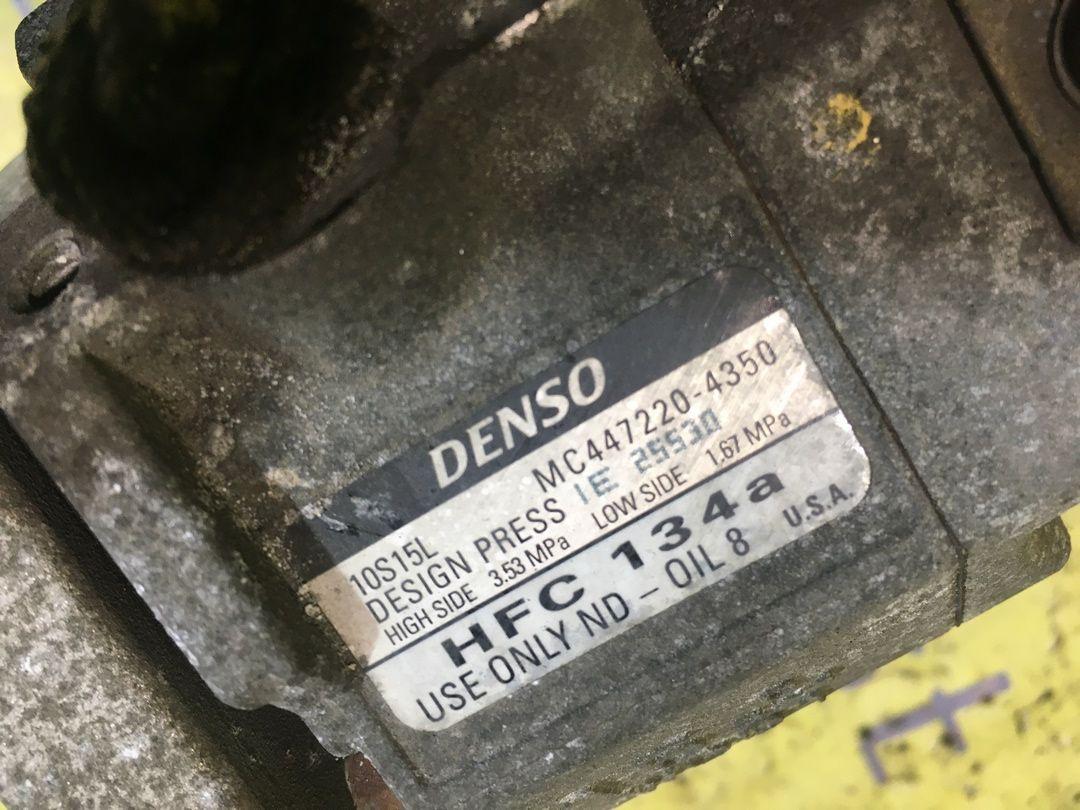 DENSO
10S15L MC447220-4350
DESIGN PRESS IE 25530
HIGH SIDE 3.53 MPa LOW SIDE 1.67 MPa
HFC 134a
USE ONLY ND-OIL 8 U.S.A.